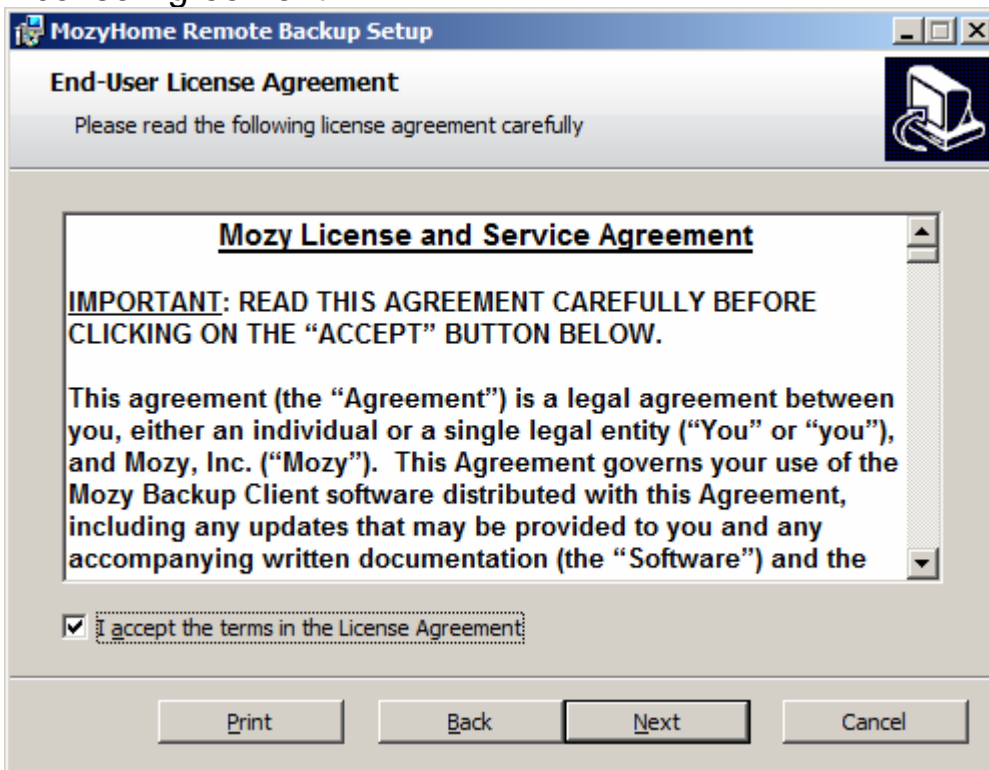 MozyHome Remote Backup Setup
End-User License Agreement
Please read the following license agreement carefully
Mozy License and Service Agreement
IMPORTANT: READ THIS AGREEMENT CAREFULLY BEFORE
CLICKING ON THE “ACCEPT” BUTTON BELOW.
This agreement (the “Agreement”) is a legal agreement between
you, either an individual or a single legal entity (“You” or “you”),
and Mozy, Inc. (“Mozy”).  This Agreement governs your use of the
Mozy Backup Client software distributed with this Agreement,
including any updates that may be provided to you and any
accompanying written documentation (the “Software”) and the
I accept the terms in the License Agreement
Print Back Next Cancel